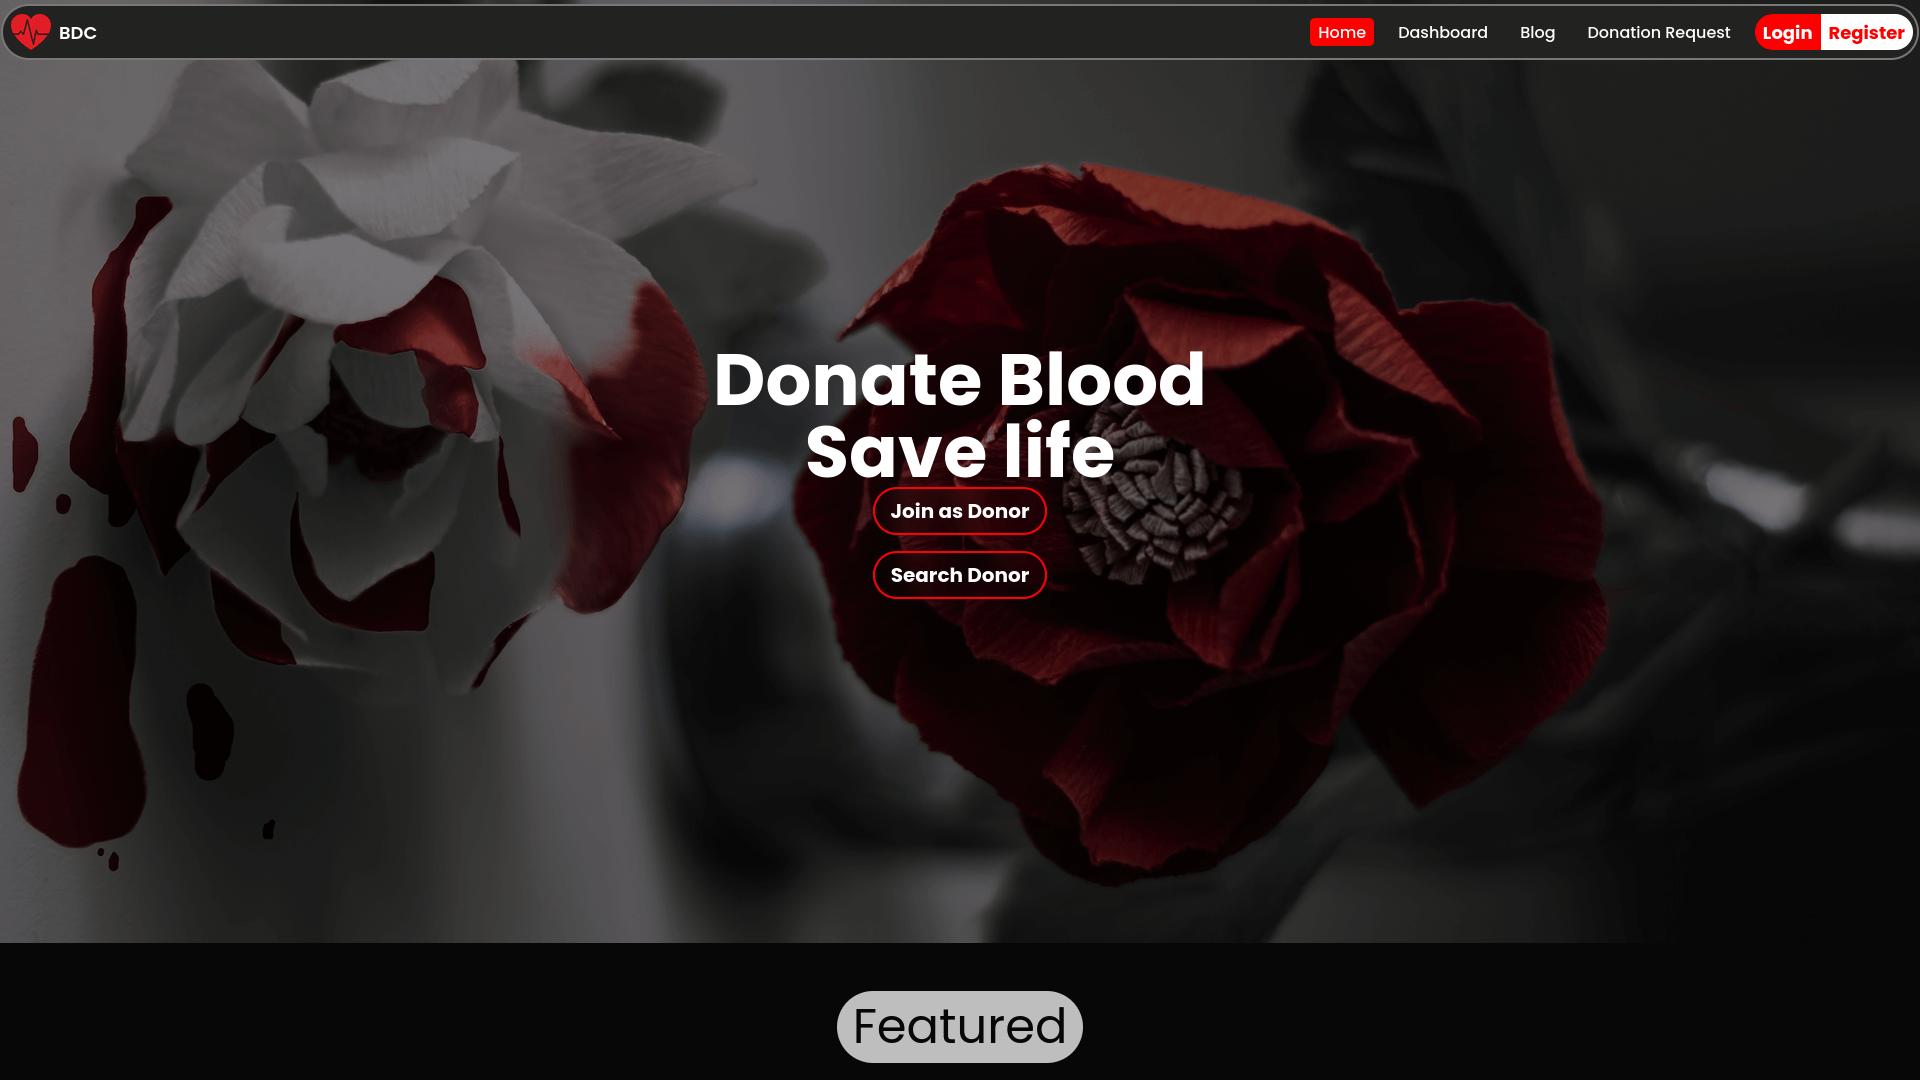 BDC
Home
Dashboard
Blog
Donation Request
Login
Register
Donate Blood
Save life
Join as Donor
Search Donor
Featured